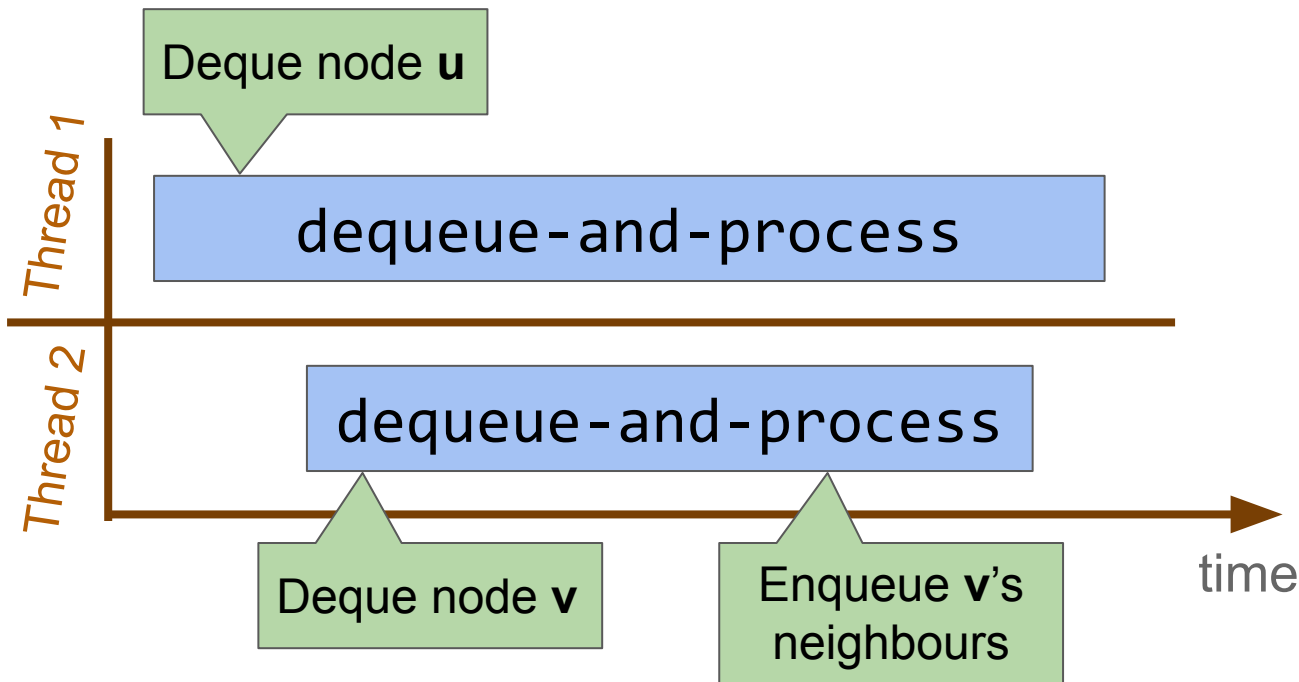 Deque node u
Thread 1
dequeue-and-process
Thread 2
dequeue-and-process
Deque node v
Enqueue v’s
neighbours
time